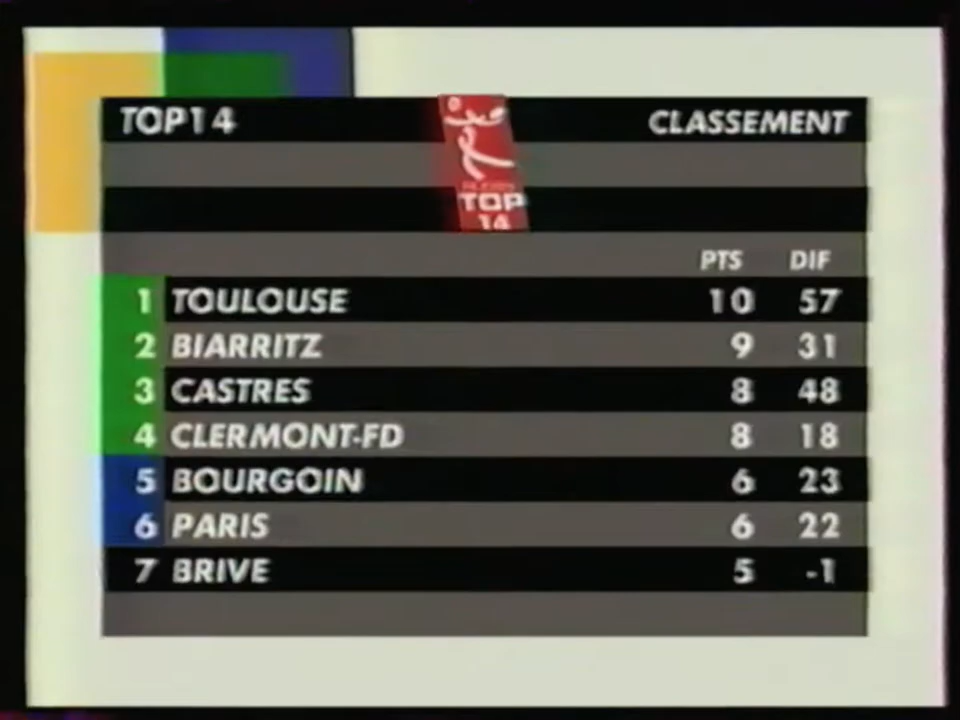 TOP14 CLASSEMENT
TOP
14
PTS DIF
1 TOULOUSE 10 57
2 BIARRITZ 9 31
3 CASTRES 8 48
4 CLERMONT-FD 8 18
5 BOURGOIN 6 23
6 PARIS 6 22
7 BRIVE 5 -1